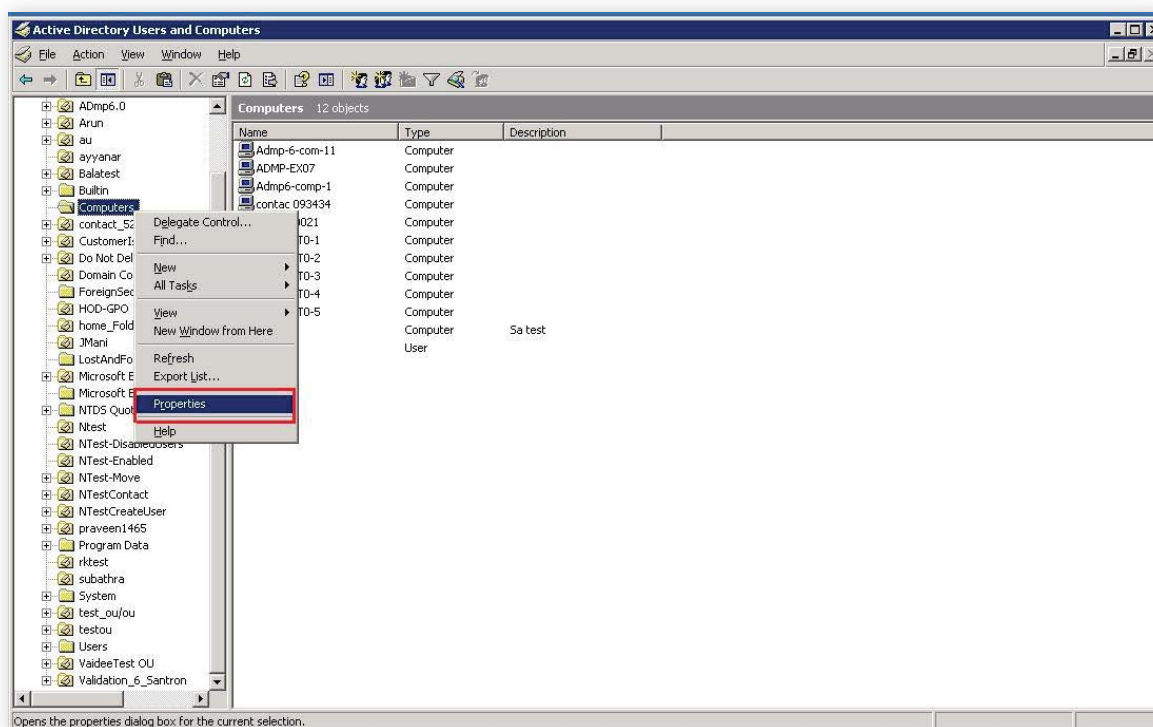 Active Directory Users and Computers
File Action View Window Help
Computers 12 objects
Name Type Description
Admp-6-com-11 Computer
ADMP-EX07 Computer
Admp6-comp-1 Computer
contac 093434 Computer
0021 Computer
T0-1 Computer
T0-2 Computer
T0-3 Computer
T0-4 Computer
T0-5 Computer
Computer Sa test
User
ADmp6.0
Arun
au
ayyanar
Balatest
Builtin
Computers
contact_52
CustomerI
Do Not Del
Domain Co
ForeignSec
HOD-GPO
home_Fold
JMani
LostAndFo
Microsoft E
Microsoft E
NTDS Quot
Ntest
NTest-DisabledUsers
NTest-Enabled
NTest-Move
NTestContact
NTestCreateUser
praveen1465
Program Data
rktest
subathra
System
test_ou/ou
testou
Users
VaideeTest OU
Validation_6_Santron
Delegate Control...
Find...
New
All Tasks
View
New Window from Here
Refresh
Export List...
Properties
Help
Opens the properties dialog box for the current selection.